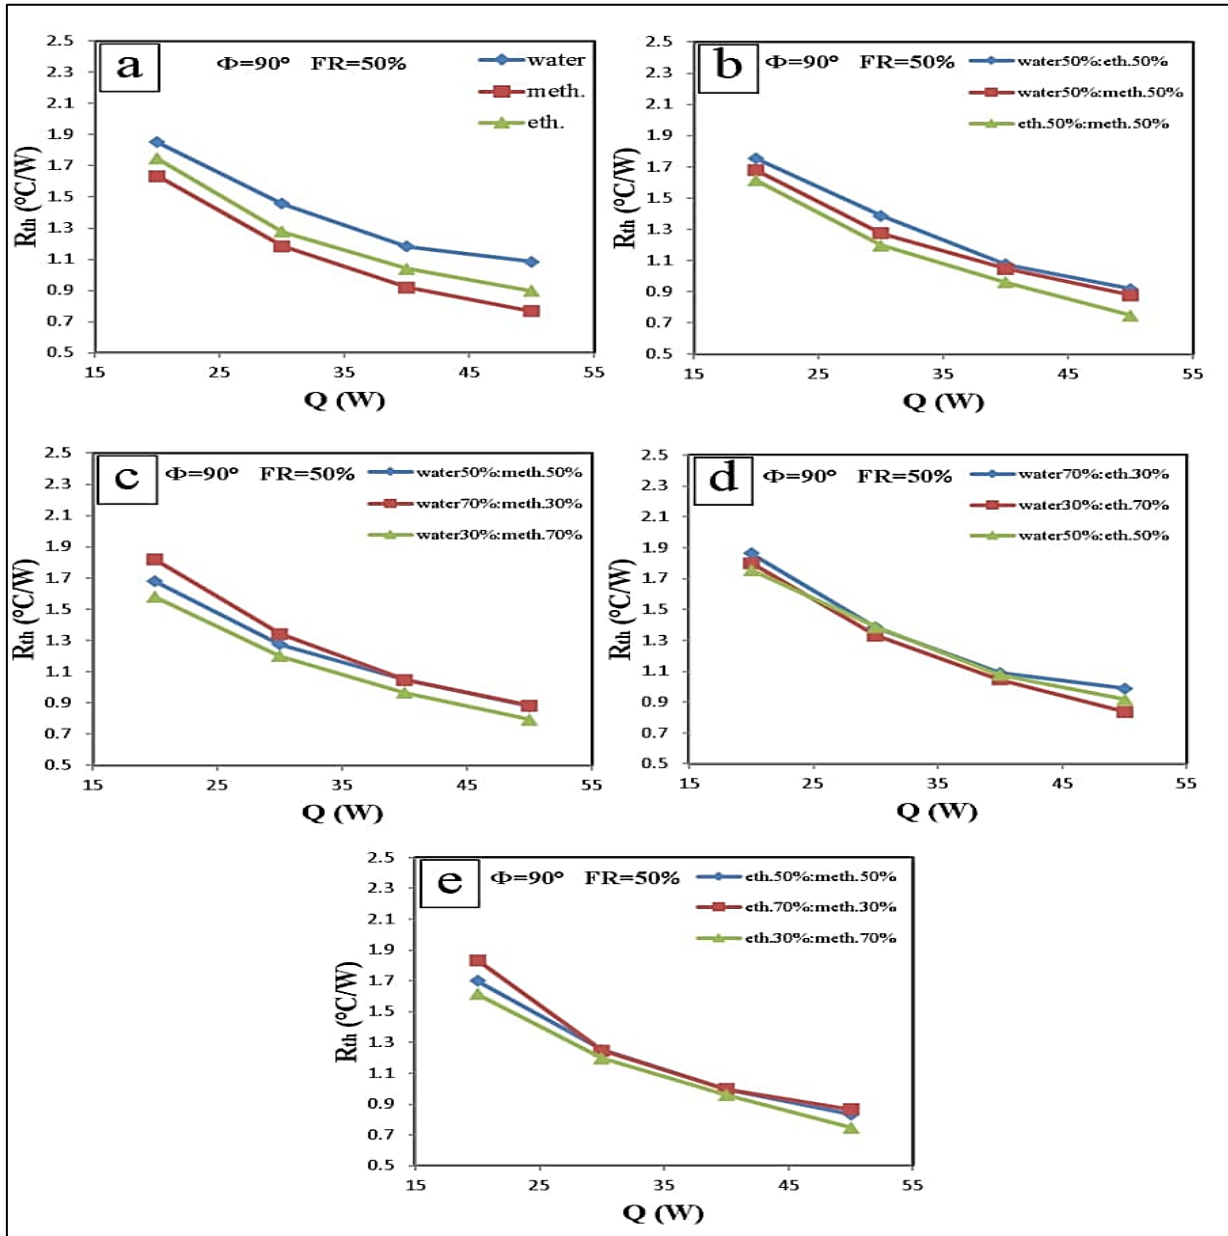 a
Φ=90° FR=50%
water
meth.
eth.
2.5
2.3
2.1
1.9
1.7
1.5
1.3
1.1
0.9
0.7
0.5
Rth (°C/W)
15 25 35 45 55
Q (W)
b
Φ=90° FR=50%
water50%:eth.50%
water50%:meth.50%
eth.50%:meth.50%
2.5
2.3
2.1
1.9
1.7
1.5
1.3
1.1
0.9
0.7
0.5
Rth (°C/W)
15 25 35 45 55
Q (W)
c
Φ=90° FR=50%
water50%:meth.50%
water70%:meth.30%
water30%:meth.70%
2.5
2.3
2.1
1.9
1.7
1.5
1.3
1.1
0.9
0.7
0.5
Rth (°C/W)
15 25 35 45 55
Q (W)
d
Φ=90° FR=50%
water70%:eth.30%
water30%:eth.70%
water50%:eth.50%
2.5
2.3
2.1
1.9
1.7
1.5
1.3
1.1
0.9
0.7
0.5
Rth (°C/W)
15 25 35 45 55
Q (W)
e
Φ=90° FR=50%
eth.50%:meth.50%
eth.70%:meth.30%
eth.30%:meth.70%
2.5
2.3
2.1
1.9
1.7
1.5
1.3
1.1
0.9
0.7
0.5
Rth (°C/W)
15 25 35 45 55
Q (W)